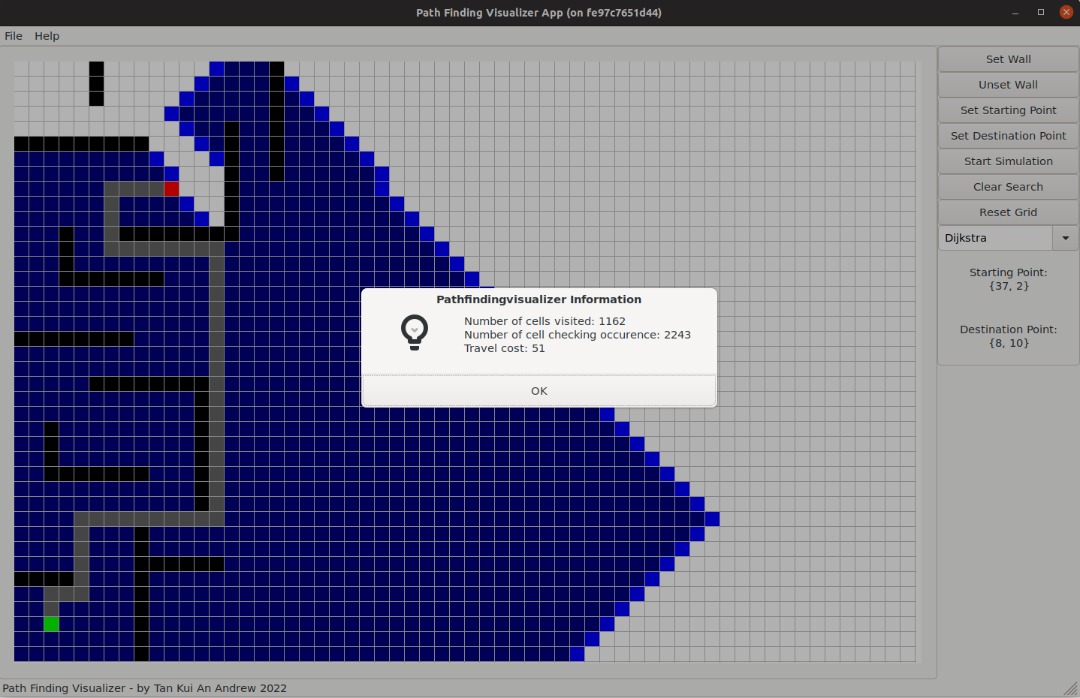 Path Finding Visualizer App (on fe97c7651d44)
File Help
Set Wall
Unset Wall
Set Starting Point
Set Destination Point
Start Simulation
Clear Search
Reset Grid
Dijkstra
Starting Point:
{37, 2}
Destination Point:
{8, 10}
Pathfindingvisualizer Information
Number of cells visited: 1162
Number of cell checking occurence: 2243
Travel cost: 51
OK
Path Finding Visualizer - by Tan Kui An Andrew 2022